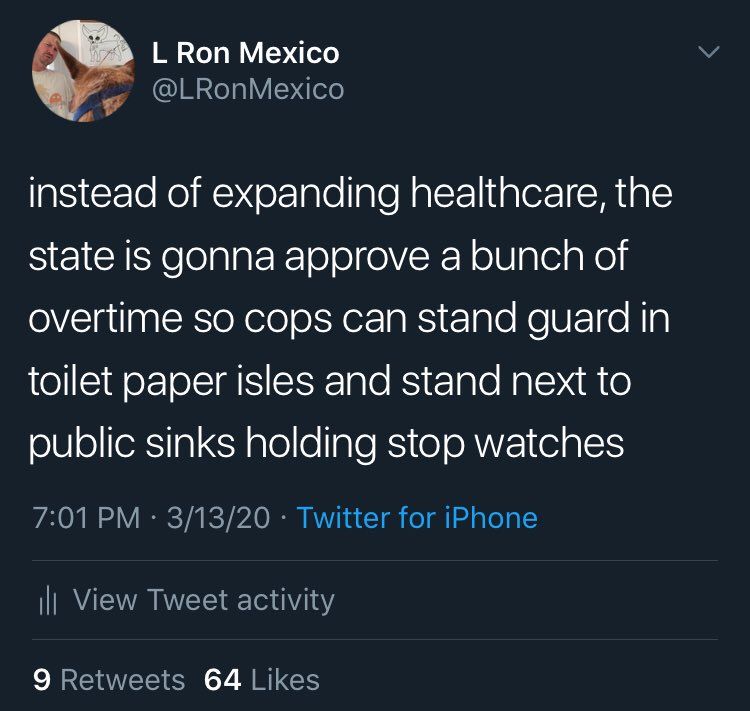 L Ron Mexico
@LRonMexico
instead of expanding healthcare, the
state is gonna approve a bunch of
overtime so cops can stand guard in
toilet paper isles and stand next to
public sinks holding stop watches
7:01 PM · 3/13/20 · Twitter for iPhone
View Tweet activity
9 Retweets 64 Likes